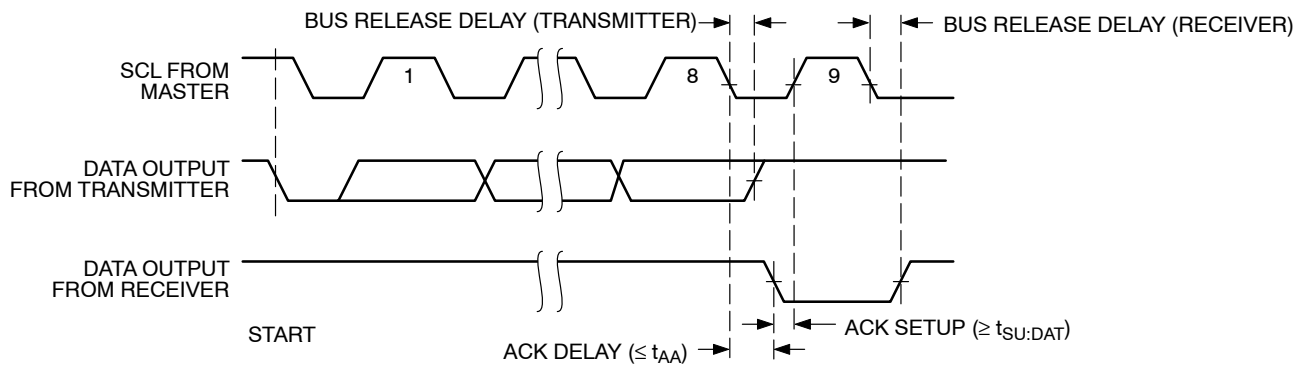 BUS RELEASE DELAY (TRANSMITTER)
BUS RELEASE DELAY (RECEIVER)
SCL FROM
MASTER
1
8
9
DATA OUTPUT
FROM TRANSMITTER
DATA OUTPUT
FROM RECEIVER
START
ACK SETUP (≥ tSU:DAT)
ACK DELAY (≤ tAA)